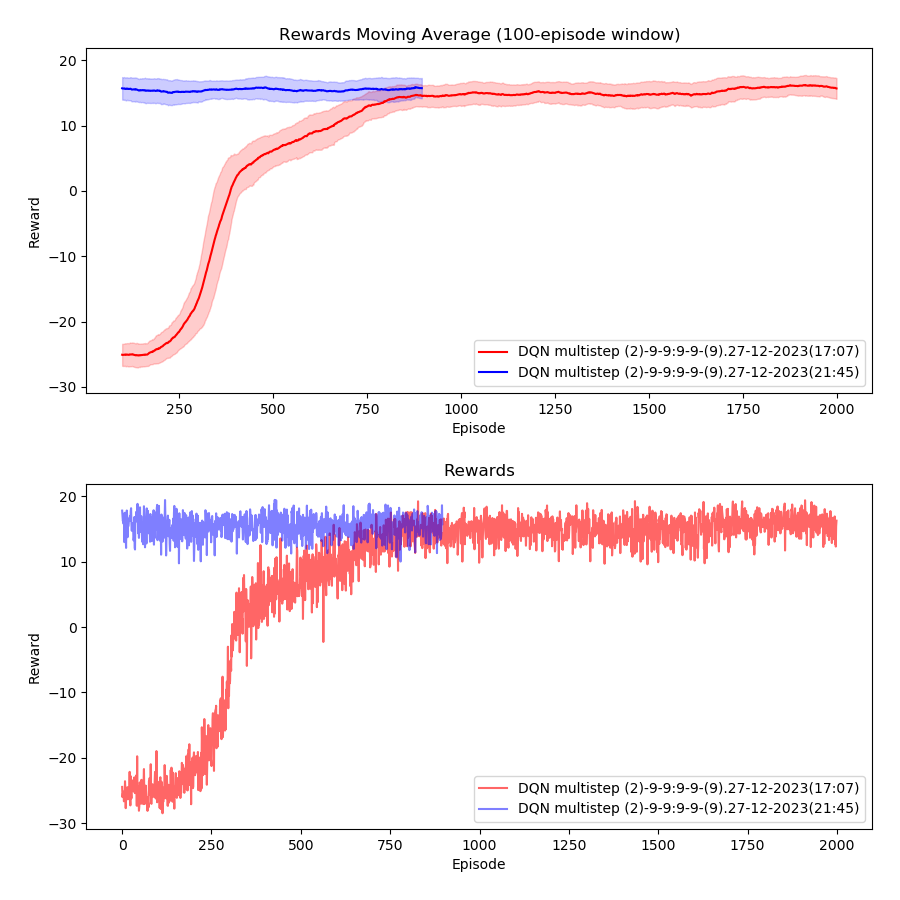 Rewards Moving Average (100-episode window)
20
10
0
−10
−20
−30
Reward
DQN multistep (2)-9-9:9-9-(9).27-12-2023(17:07)
DQN multistep (2)-9-9:9-9-(9).27-12-2023(21:45)
250 500 750 1000 1250 1500 1750 2000
Episode
Rewards
20
10
0
−10
−20
−30
Reward
DQN multistep (2)-9-9:9-9-(9).27-12-2023(17:07)
DQN multistep (2)-9-9:9-9-(9).27-12-2023(21:45)
0 250 500 750 1000 1250 1500 1750 2000
Episode